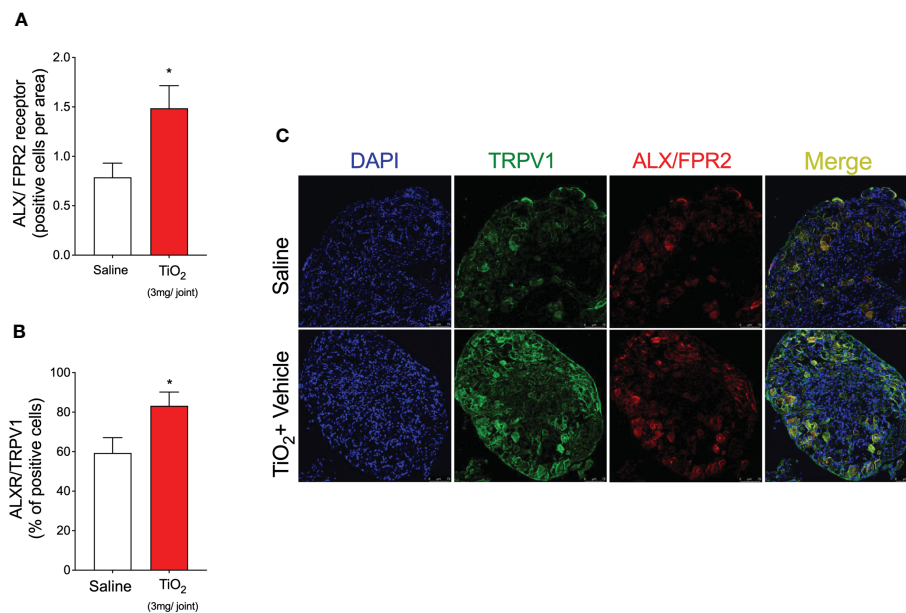 A
ALX/ FPR2 receptor
(positive cells per area)
2.0
1.5
1.0
0.5
0.0
*
Saline
TiO₂
(3mg/ joint)
B
ALXR/TRPV1
(% of positive cells)
100
80
60
40
20
0
*
Saline
TiO₂
(3mg/ joint)
C
DAPI
TRPV1
ALX/FPR2
Merge
Saline
TiO₂+ Vehicle